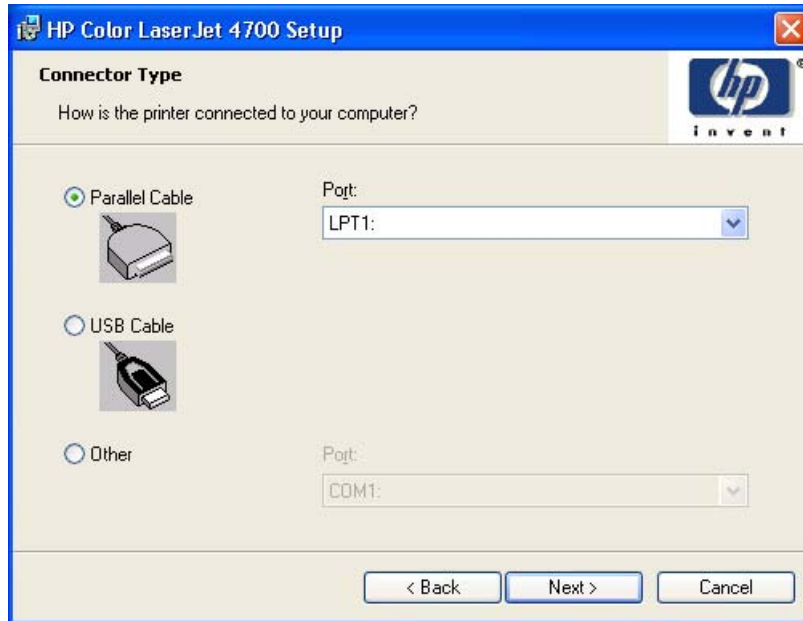 HP Color LaserJet 4700 Setup
Connector Type
How is the printer connected to your computer?
hp
®
invent
Parallel Cable
Port:
LPT1:
USB Cable
Other
Port:
COM1:
< Back
Next >
Cancel